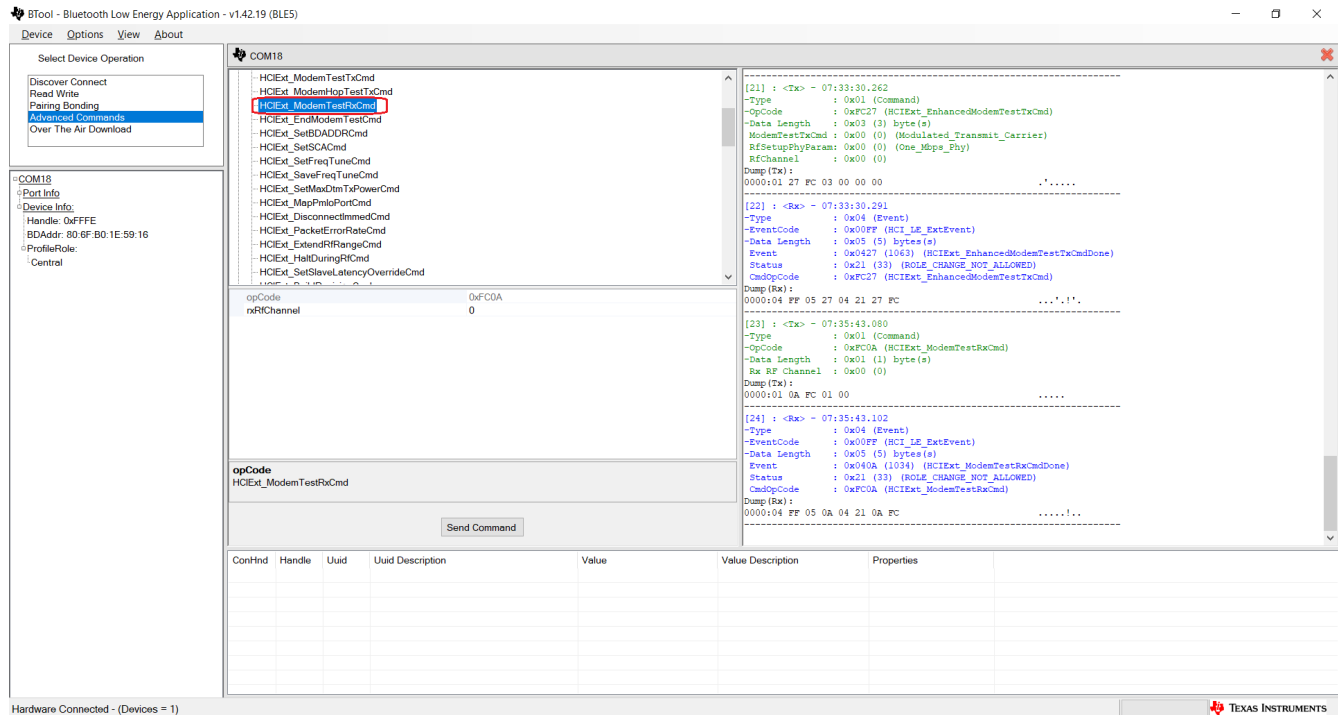 BTool - Bluetooth Low Energy Application - v1.42.19 (BLE5)
Device Options View About
Select Device Operation
Discover Connect
Read Write
Pairing Bonding
Advanced Commands
Over The Air Download
COM18
Port Info
Device Info:
Handle: 0xFFFE
BDAddr: 80:6F:B0:1E:59:16
ProfileRole:
Central
COM18
HCIExt_ModemTestTxCmd
HCIExt_ModemHopTestTxCmd
HCIExt_ModemTestRxCmd
HCIExt_EndModemTestCmd
HCIExt_SetBDADDRCmd
HCIExt_SetSCACmd
HCIExt_SetFreqTuneCmd
HCIExt_SaveFreqTuneCmd
HCIExt_SetMaxDtmTxPowerCmd
HCIExt_MapPmIoPortCmd
HCIExt_DisconnectImmedCmd
HCIExt_PacketErrorRateCmd
HCIExt_ExtendRfRangeCmd
HCIExt_HaltDuringRfCmd
HCIExt_SetSlaveLatencyOverrideCmd
opCode 0xFC0A
rxRfChannel 0
opCode
HCIExt_ModemTestRxCmd
Send Command
--------------------------------------------------------------------
[21] : <Tx> - 07:33:30.262
-Type : 0x01 (Command)
-OpCode : 0xFC27 (HCIExt_EnhancedModemTestTxCmd)
-Data Length : 0x03 (3) byte(s)
ModemTestTxCmd : 0x00 (0) (Modulated_Transmit_Carrier)
RfSetupPhyParam: 0x00 (0) (One_Mbps_Phy)
RfChannel : 0x00 (0)
Dump(Tx):
0000:01 27 FC 03 00 00 00 .'.....
--------------------------------------------------------------------
[22] : <Rx> - 07:33:30.291
-Type : 0x04 (Event)
-EventCode : 0x00FF (HCI_LE_ExtEvent)
-Data Length : 0x05 (5) bytes(s)
Event : 0x0427 (1063) (HCIExt_EnhancedModemTestTxCmdDone)
Status : 0x21 (33) (ROLE_CHANGE_NOT_ALLOWED)
CmdOpCode : 0xFC27 (HCIExt_EnhancedModemTestTxCmd)
Dump(Rx):
0000:04 FF 05 27 04 21 27 FC ...'.!'.
--------------------------------------------------------------------
[23] : <Tx> - 07:35:43.080
-Type : 0x01 (Command)
-OpCode : 0xFC0A (HCIExt_ModemTestRxCmd)
-Data Length : 0x01 (1) byte(s)
Rx RF Channel : 0x00 (0)
Dump(Tx):
0000:01 0A FC 01 00 .....
--------------------------------------------------------------------
[24] : <Rx> - 07:35:43.102
-Type : 0x04 (Event)
-EventCode : 0x00FF (HCI_LE_ExtEvent)
-Data Length : 0x05 (5) bytes(s)
Event : 0x040A (1034) (HCIExt_ModemTestRxCmdDone)
Status : 0x21 (33) (ROLE_CHANGE_NOT_ALLOWED)
CmdOpCode : 0xFC0A (HCIExt_ModemTestRxCmd)
Dump(Rx):
0000:04 FF 05 0A 04 21 0A FC .....!..
--------------------------------------------------------------------
ConHnd Handle Uuid Uuid Description Value Value Description Properties
Hardware Connected - (Devices = 1)
TEXAS INSTRUMENTS